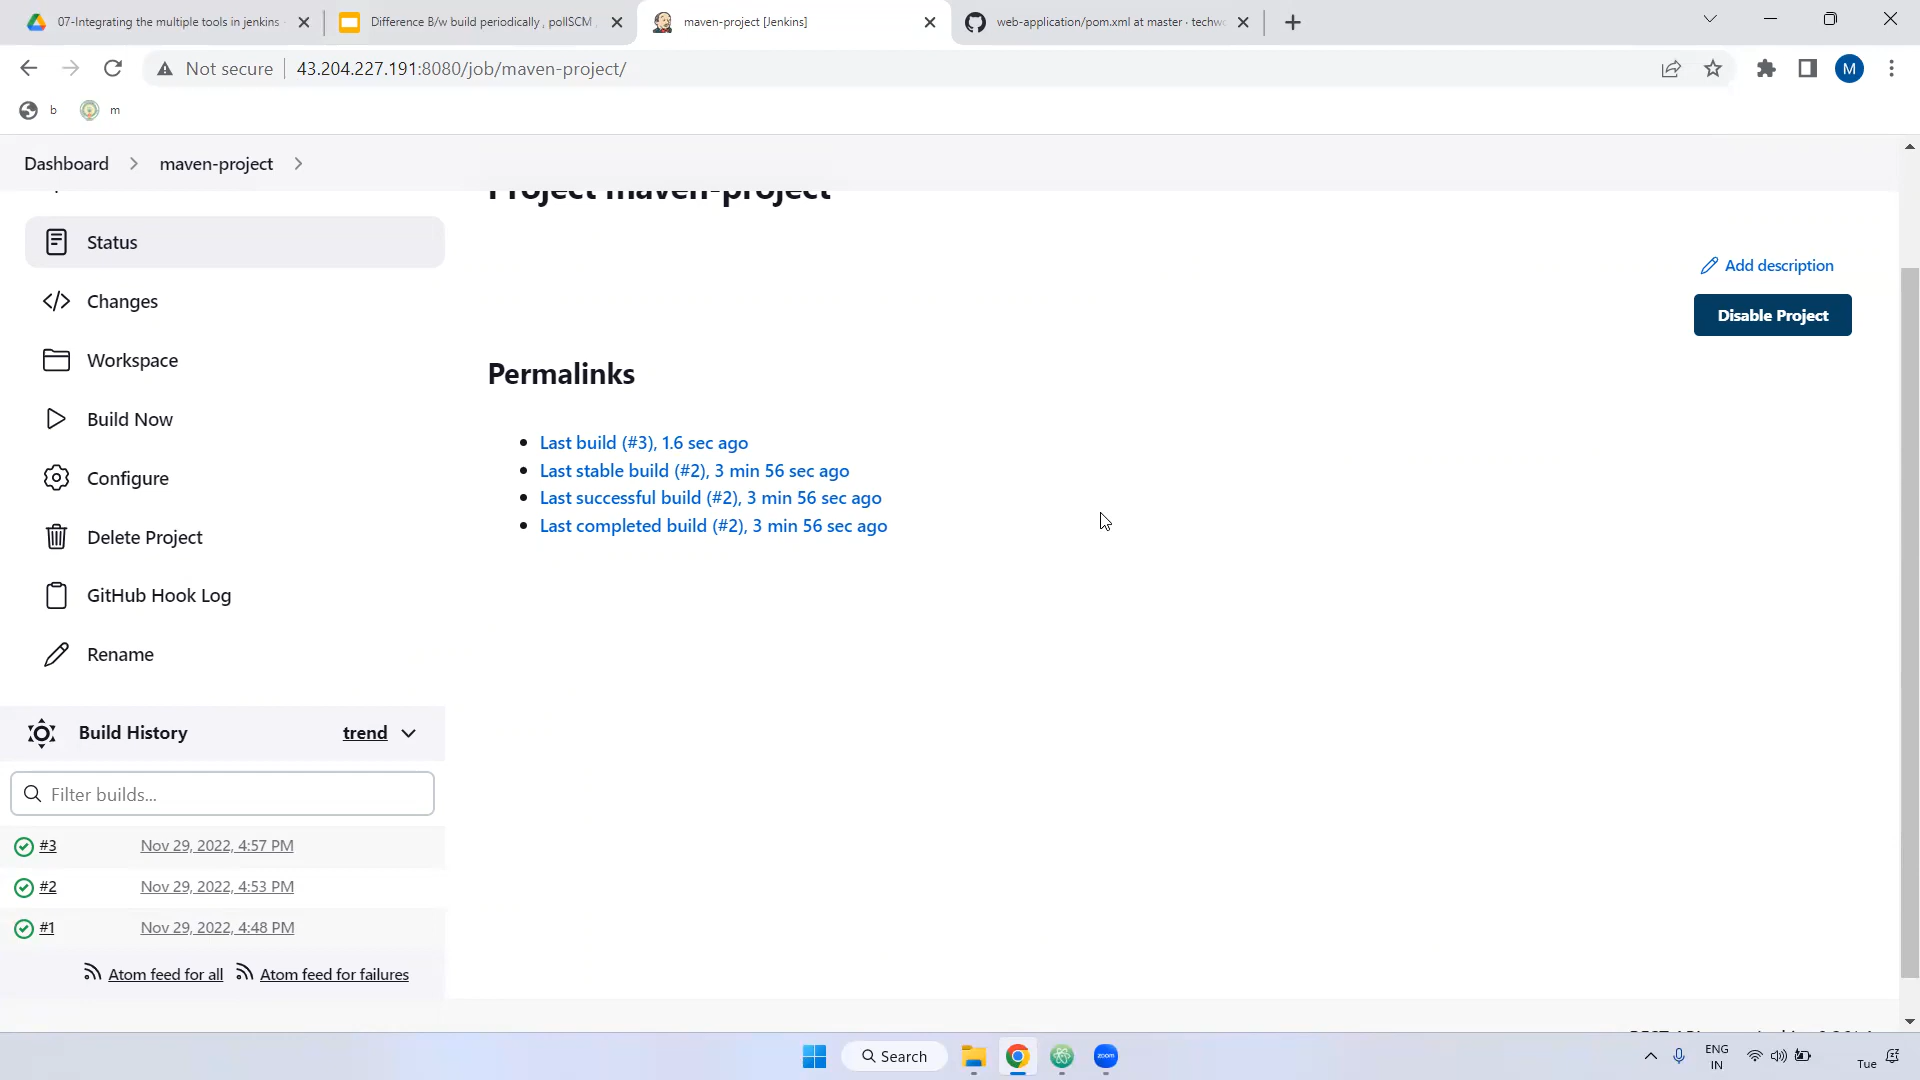 07-Integrating the multiple tools in jenkins
Difference B/w build periodically , pollSCM
maven-project [Jenkins]
web-application/pom.xml at master · techwo
Not secure
43.204.227.191:8080/job/maven-project/
M
b
m
Dashboard
maven-project
Project maven-project
Status
Add description
Changes
Disable Project
Workspace
Permalinks
Build Now
Last build (#3), 1.6 sec ago
Last stable build (#2), 3 min 56 sec ago
Configure
Last successful build (#2), 3 min 56 sec ago
Last completed build (#2), 3 min 56 sec ago
Delete Project
GitHub Hook Log
Rename
Build History
trend
Filter builds...
#3 Nov 29, 2022, 4:57 PM
#2 Nov 29, 2022, 4:53 PM
#1 Nov 29, 2022, 4:48 PM
Atom feed for all
Atom feed for failures
Search
zoom
ENG
IN
Tue